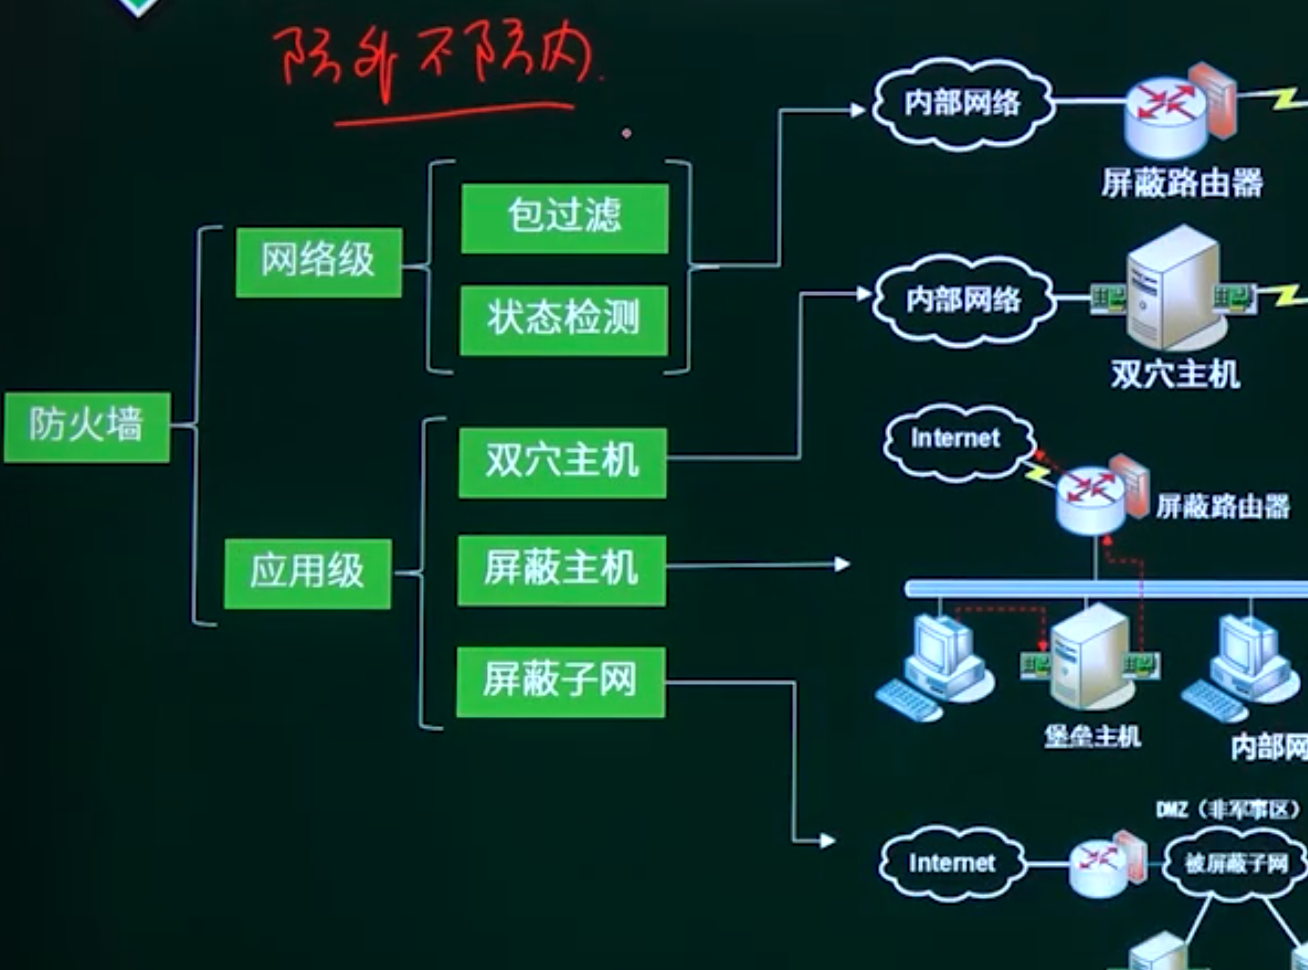 防外不防内
防火墙
网络级
包过滤
状态检测
应用级
双穴主机
屏蔽主机
屏蔽子网
内部网络
屏蔽路由器
内部网络
双穴主机
Internet
屏蔽路由器
堡垒主机
内部网
DMZ（非军事区）
Internet
被屏蔽子网